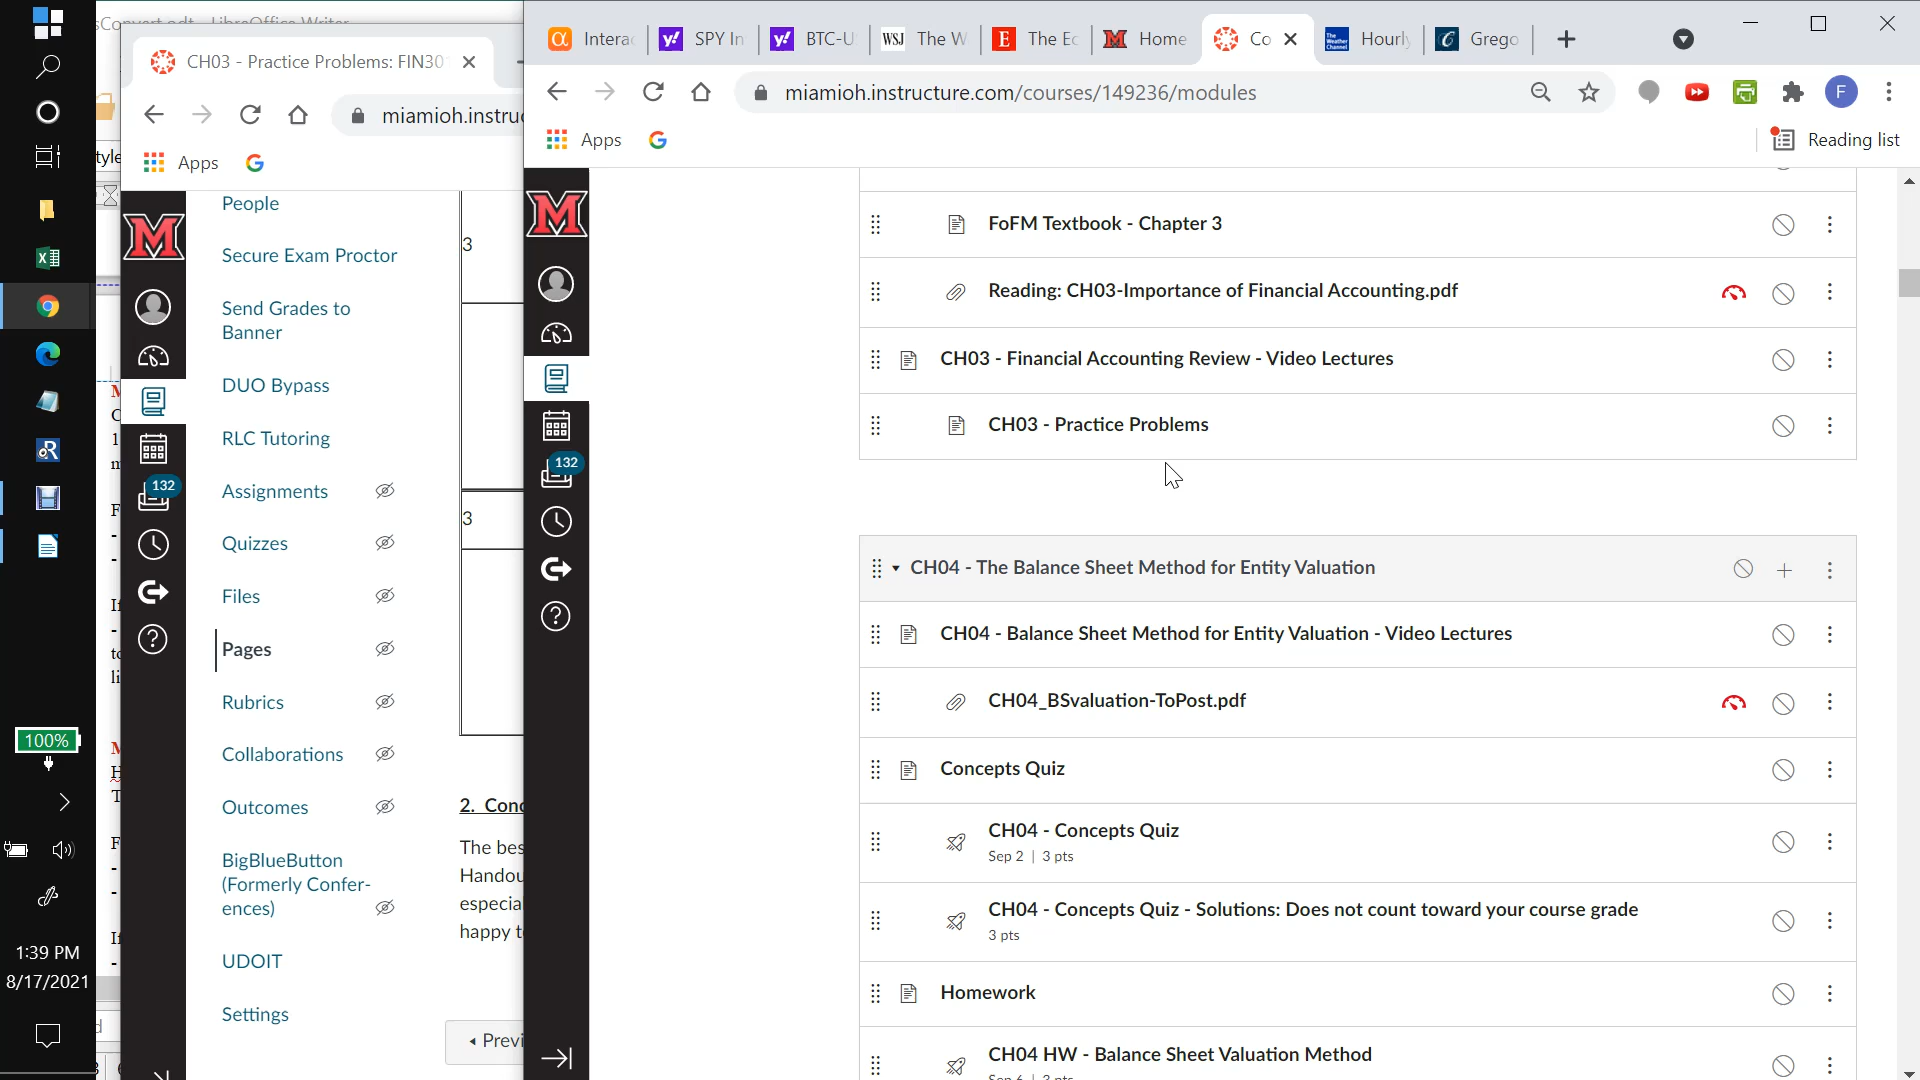 CH03 - Practice Problems: FIN30
miamioh.instru
Apps
People
Secure Exam Proctor
Send Grades to
Banner
DUO Bypass
RLC Tutoring
Assignments
Quizzes
Files
Pages
Rubrics
Collaborations
Outcomes
BigBlueButton
(Formerly Confer-
ences)
UDOIT
Settings
132
3
3
2. Conc
The bes
Handou
especia
happy t
Previ
100%
1:39 PM
8/17/2021
Intera
SPY In
BTC-U
WSJ The W
E The Ec
Home
Co
Hourly
Grego
miamioh.instructure.com/courses/149236/modules
F
Apps
Reading list
132
FoFM Textbook - Chapter 3
Reading: CH03-Importance of Financial Accounting.pdf
CH03 - Financial Accounting Review - Video Lectures
CH03 - Practice Problems
CH04 - The Balance Sheet Method for Entity Valuation
CH04 - Balance Sheet Method for Entity Valuation - Video Lectures
CH04_BSvaluation-ToPost.pdf
Concepts Quiz
CH04 - Concepts Quiz
Sep 2 | 3 pts
CH04 - Concepts Quiz - Solutions: Does not count toward your course grade
3 pts
Homework
CH04 HW - Balance Sheet Valuation Method